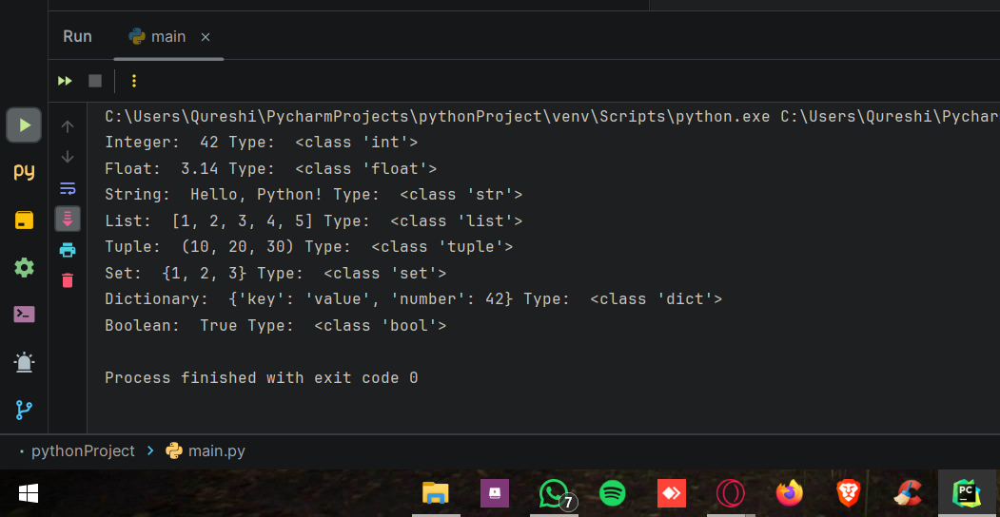 Run main
C:\Users\Qureshi\PycharmProjects\pythonProject\venv\Scripts\python.exe C:\Users\Qureshi\Pychar
Integer:  42 Type:  <class 'int'>
Float:  3.14 Type:  <class 'float'>
String:  Hello, Python! Type:  <class 'str'>
List:  [1, 2, 3, 4, 5] Type:  <class 'list'>
Tuple:  (10, 20, 30) Type:  <class 'tuple'>
Set:  {1, 2, 3} Type:  <class 'set'>
Dictionary:  {'key': 'value', 'number': 42} Type:  <class 'dict'>
Boolean:  True Type:  <class 'bool'>
Process finished with exit code 0
py
pythonProject > main.py
7
PC